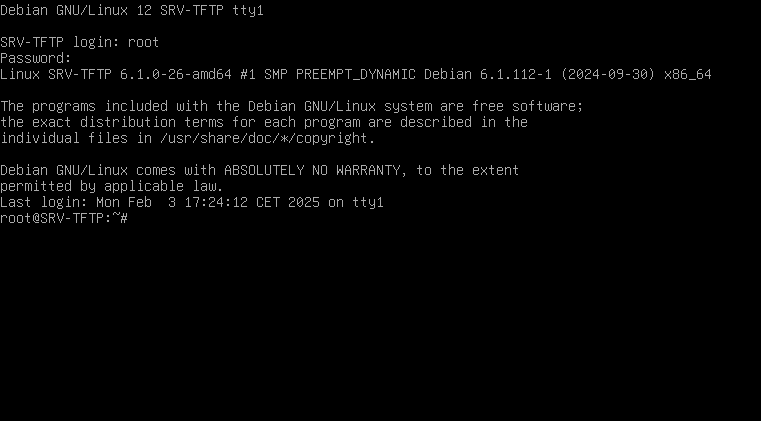 Debian GNU/Linux 12 SRV-TFTP tty1
SRV-TFTP login: root
Password:
Linux SRV-TFTP 6.1.0-26-amd64 #1 SMP PREEMPT_DYNAMIC Debian 6.1.112-1 (2024-09-30) x86_64
The programs included with the Debian GNU/Linux system are free software;
the exact distribution terms for each program are described in the
individual files in /usr/share/doc/*/copyright.
Debian GNU/Linux comes with ABSOLUTELY NO WARRANTY, to the extent
permitted by applicable law.
Last login: Mon Feb  3 17:24:12 CET 2025 on tty1
root@SRV-TFTP:~#